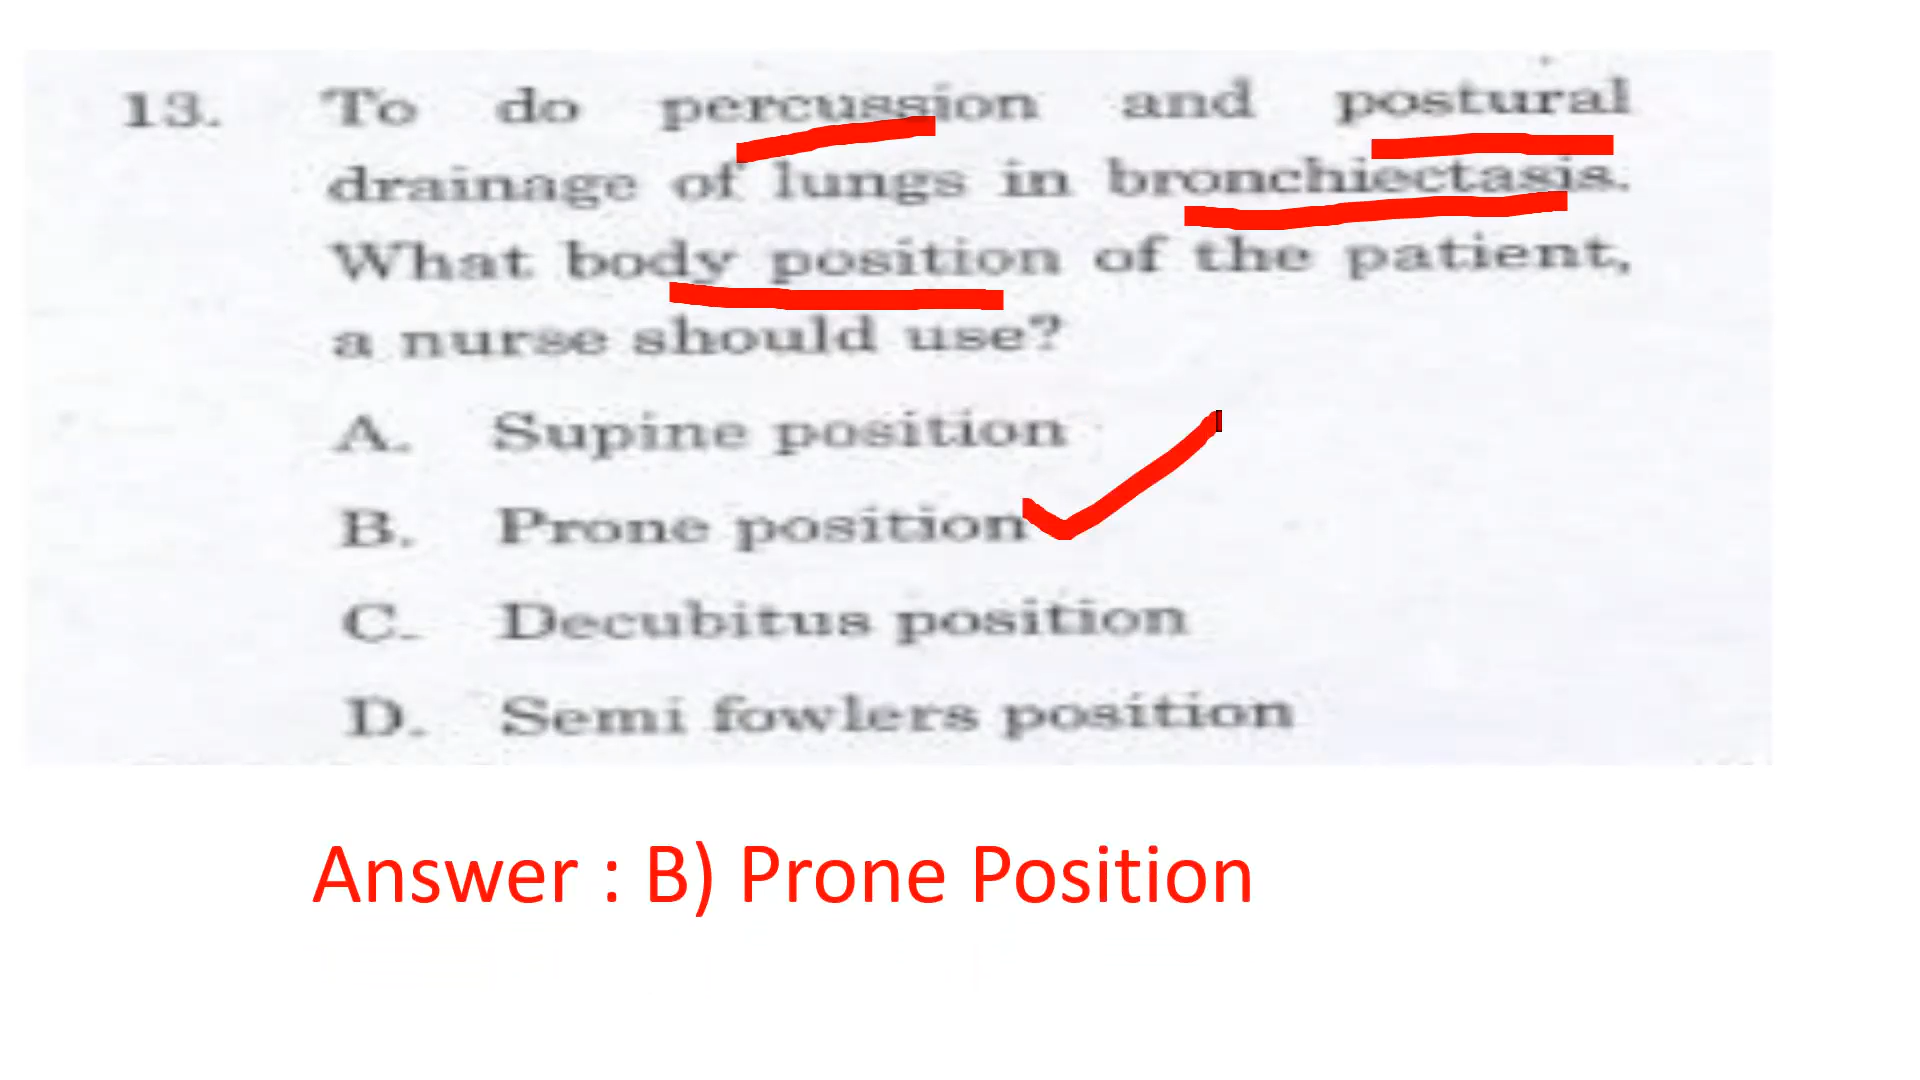 13. To do percussion and postural
drainage of lungs in bronchiectasis.
What body position of the patient,
a nurse should use?
A. Supine position
B. Prone position
C. Decubitus position
D. Semi fowlers position
Answer : B) Prone Position